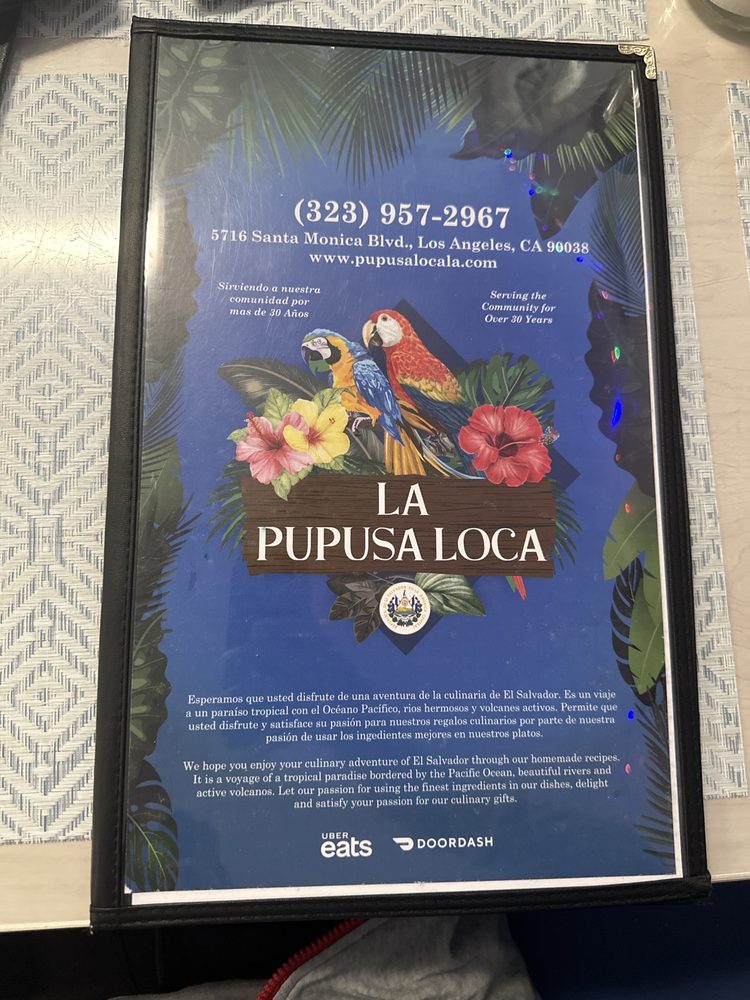 (323) 957-2967
5716 Santa Monica Blvd., Los Angeles, CA 90038
www.pupusalocala.com
Sirviendo a nuestra
comunidad por
mas de 30 Años
Serving the
Community for
Over 30 Years
LA
PUPUSA LOCA
Esperamos que usted disfrute de una aventura de la culinaria de El Salvador. Es un viaje
a un paraíso tropical con el Océano Pacífico, rios hermosos y volcanes activos. Permite que
usted disfrute y satisface su pasión para nuestros regalos culinarios por parte de nuestra
pasión de usar los ingedientes mejores en nuestros platos.
We hope you enjoy your culinary adventure of El Salvador through our homemade recipes.
It is a voyage of a tropical paradise bordered by the Pacific Ocean, beautiful rivers and
active volcanos. Let our passion for using the finest ingredients in our dishes, delight
and satisfy your passion for our culinary gifts.
UBER
eats
DOORDASH